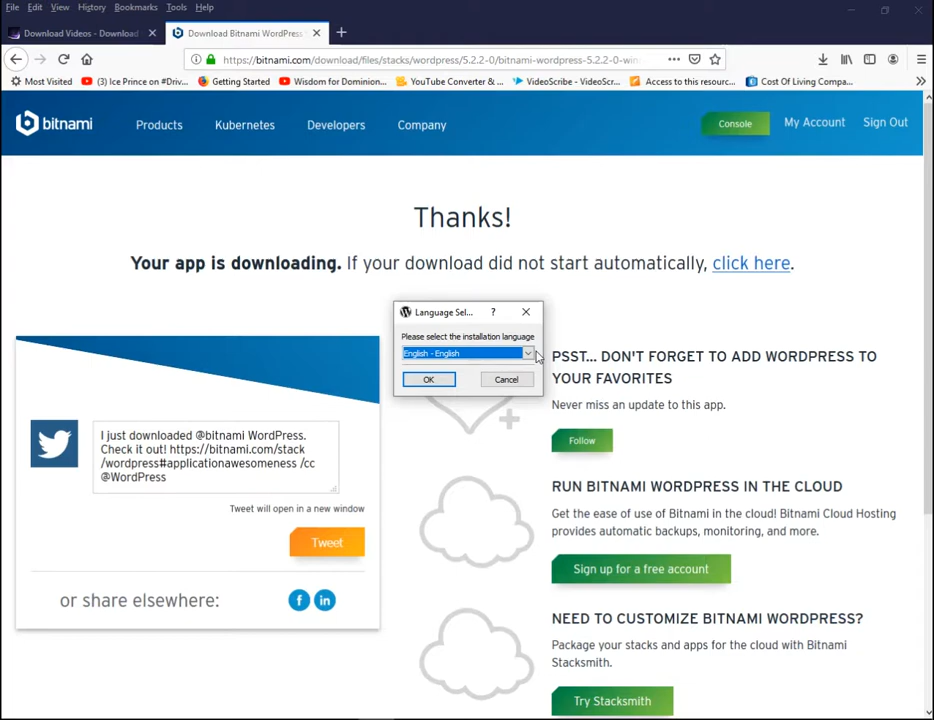 File Edit View History Bookmarks Tools Help
Download Videos - Download
Download Bitnami WordPress
https://bitnami.com/download/files/stacks/wordpress/5.2.2-0/bitnami-wordpress-5.2.2-0-win
Most Visited (3) Ice Prince on #Driv... Getting Started Wisdom for Dominion... YouTube Converter & ... VideoScribe - VideoScr... Access to this resourc... Cost Of Living Compa...
bitnami Products Kubernetes Developers Company Console My Account Sign Out
Thanks!
Your app is downloading. If your download did not start automatically, click here.
Language Sel... ?
Please select the installation language
English - English
OK Cancel
I just downloaded @bitnami WordPress.
Check it out! https://bitnami.com/stack
/wordpress#applicationawesomeness /cc
@WordPress
Tweet will open in a new window
Tweet
or share elsewhere:
f in
PSST... DON'T FORGET TO ADD WORDPRESS TO
YOUR FAVORITES
Never miss an update to this app.
Follow
RUN BITNAMI WORDPRESS IN THE CLOUD
Get the ease of use of Bitnami in the cloud! Bitnami Cloud Hosting
provides automatic backups, monitoring, and more.
Sign up for a free account
NEED TO CUSTOMIZE BITNAMI WORDPRESS?
Package your stacks and apps for the cloud with Bitnami
Stacksmith.
Try Stacksmith